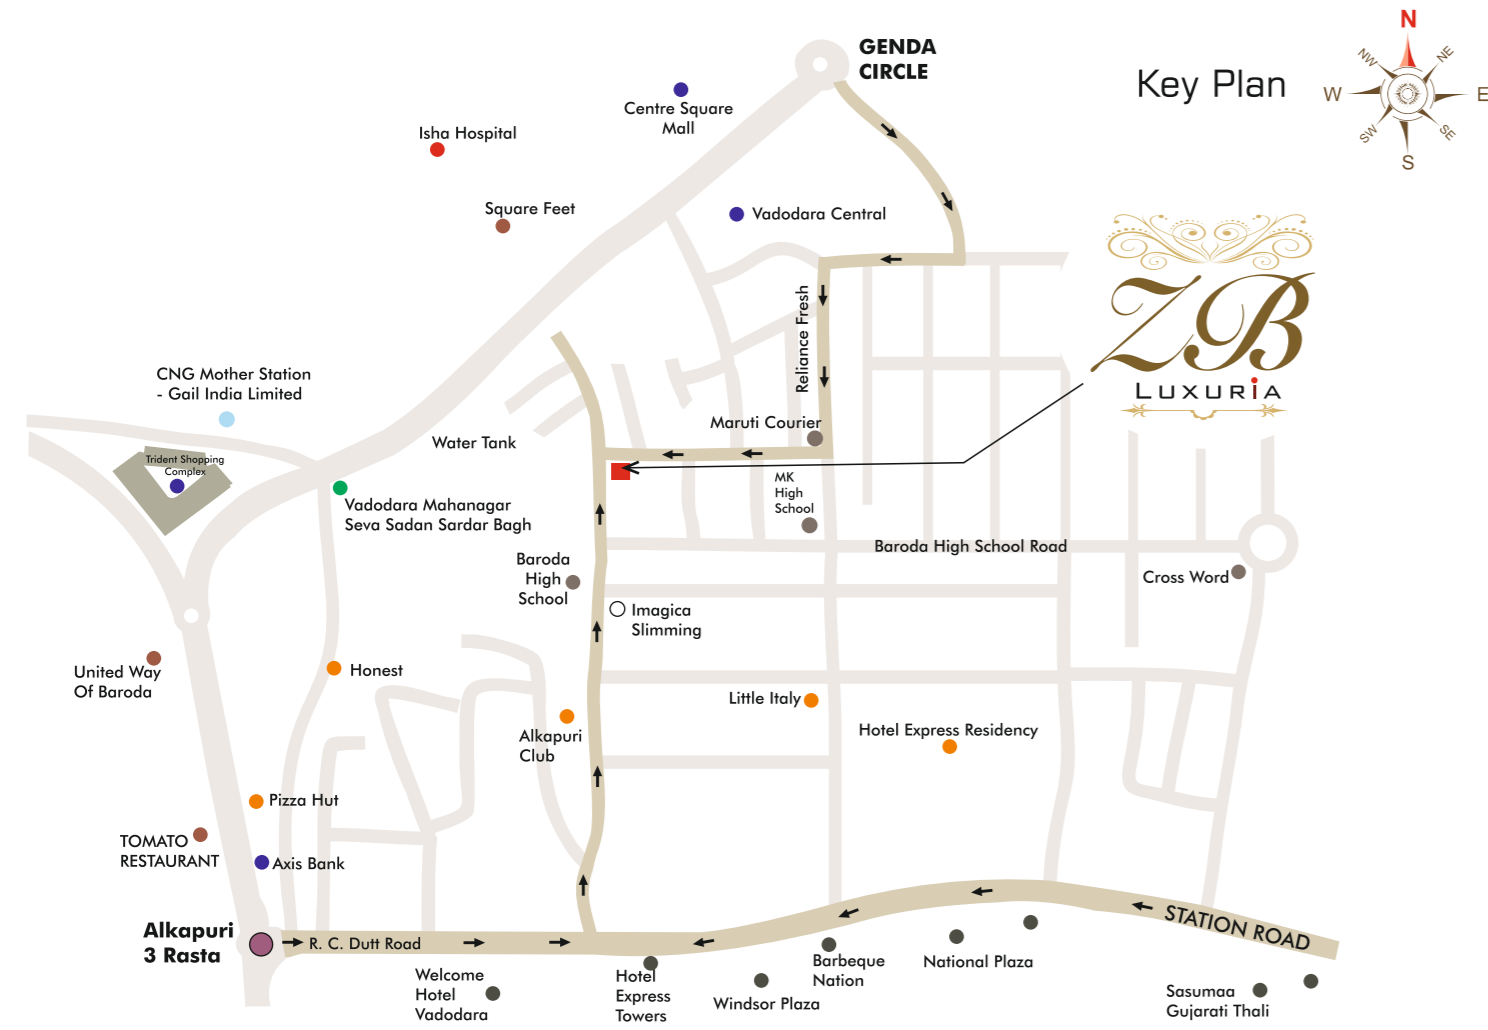 GENDA
CIRCLE
Key Plan
N
NW
NE
W
E
SW
SE
S
Centre Square
Mall
Isha Hospital
Square Feet
Vadodara Central
ZB
LUXURiA
Reliance Fresh
CNG Mother Station
- Gail India Limited
Trident Shopping
Complex
Water Tank
Maruti Courier
MK
High
School
Vadodara Mahanagar
Seva Sadan Sardar Bagh
Baroda
High
School
Baroda High School Road
Cross Word
Imagica
Slimming
United Way
Of Baroda
Honest
Little Italy
Alkapuri
Club
Hotel Express Residency
Pizza Hut
TOMATO
RESTAURANT
Axis Bank
Alkapuri
3 Rasta
R. C. Dutt Road
STATION ROAD
Welcome
Hotel
Vadodara
Hotel
Express
Towers
Windsor Plaza
Barbeque
Nation
National Plaza
Sasumaa
Gujarati Thali